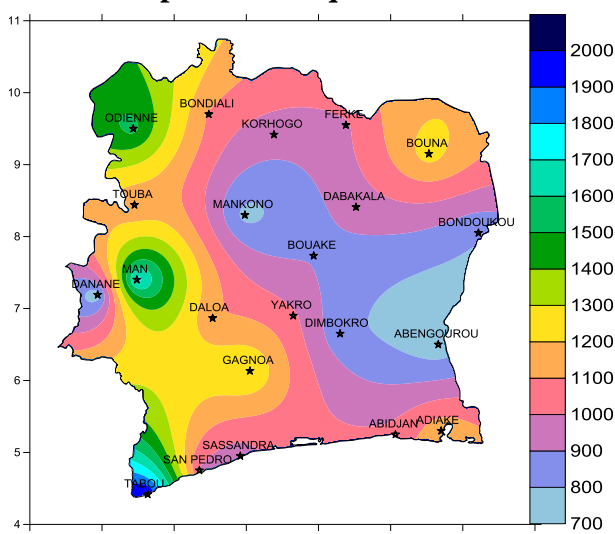 11
10
9
8
7
6
5
4
ODIENNE
BONDIALI
KORHOGO
FERKE
BOUNA
TOUBA
MANKONO
DABAKALA
BONDOUKOU
BOUAKE
MAN
DANANE
DALOA
YAKRO
DIMBOKRO
ABENGOUROU
GAGNOA
ABIDJAN
ADIAKE
SASSANDRA
SAN PEDRO
TABOU
2000
1900
1800
1700
1600
1500
1400
1300
1200
1100
1000
900
800
700